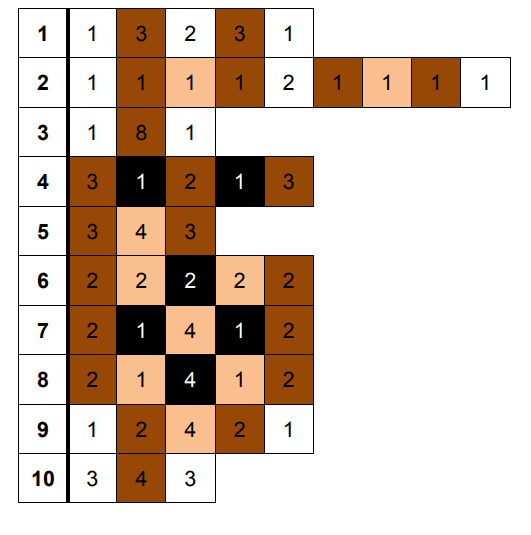 1 1 3 2 3 1
2 1 1 1 1 2 1 1 1 1
3 1 8 1
4 3 1 2 1 3
5 3 4 3
6 2 2 2 2 2
7 2 1 4 1 2
8 2 1 4 1 2
9 1 2 4 2 1
10 3 4 3